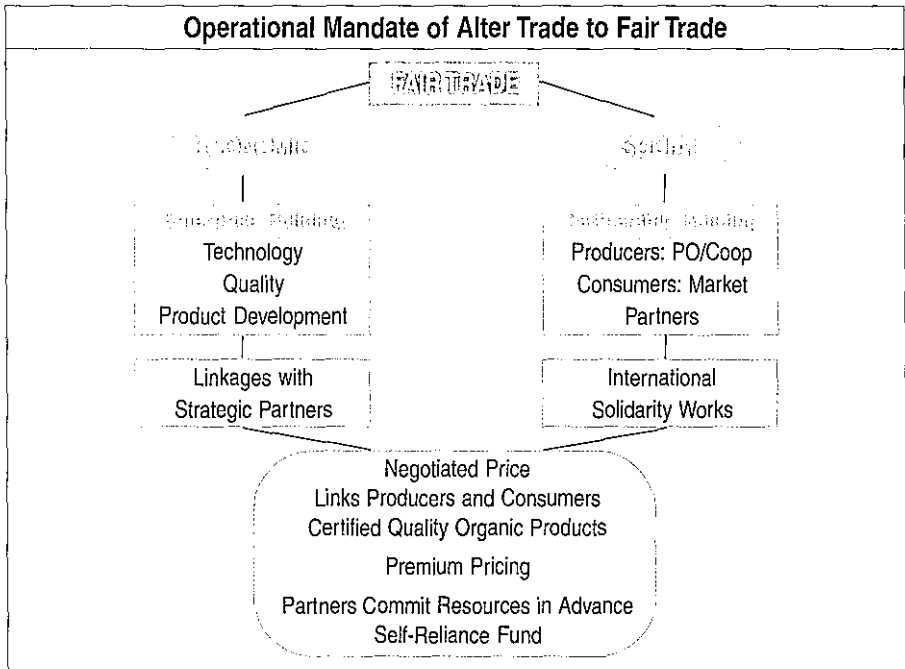 Operational Mandate of Alter Trade to Fair Trade
FAIR TRADE
Building
Technology
Quality
Product Development
Building
Producers: PO/Coop
Consumers: Market
Partners
Linkages with
Strategic Partners
International
Solidarity Works
Negotiated Price
Links Producers and Consumers
Certified Quality Organic Products
Premium Pricing
Partners Commit Resources in Advance
Self-Reliance Fund